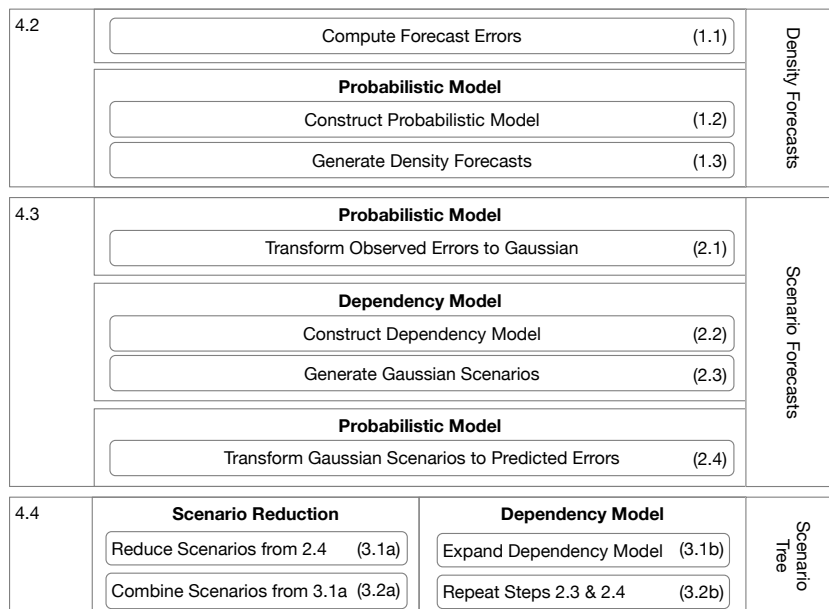 4.2
Compute Forecast Errors (1.1)
Probabilistic Model
Construct Probabilistic Model (1.2)
Generate Density Forecasts (1.3)
Density Forecasts
4.3
Probabilistic Model
Transform Observed Errors to Gaussian (2.1)
Dependency Model
Construct Dependency Model (2.2)
Generate Gaussian Scenarios (2.3)
Probabilistic Model
Transform Gaussian Scenarios to Predicted Errors (2.4)
Scenario Forecasts
4.4
Scenario Reduction
Reduce Scenarios from 2.4 (3.1a)
Combine Scenarios from 3.1a (3.2a)
Dependency Model
Expand Dependency Model (3.1b)
Repeat Steps 2.3 & 2.4 (3.2b)
Scenario
Tree